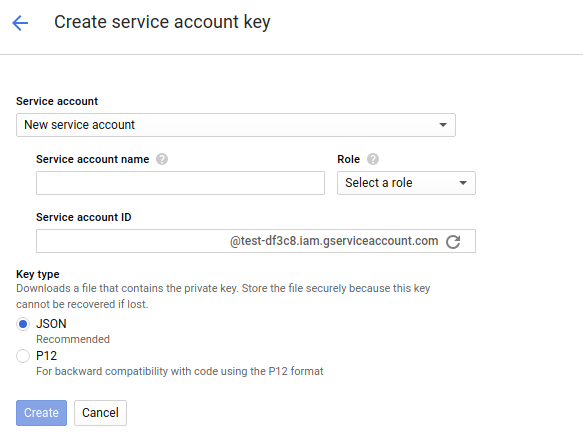 Create service account key
Service account
New service account
Service account name ?
Role ?
Select a role
Service account ID
@test-df3c8.iam.gserviceaccount.com
Key type
Downloads a file that contains the private key. Store the file securely because this key
cannot be recovered if lost.
JSON
Recommended
P12
For backward compatibility with code using the P12 format
Create Cancel